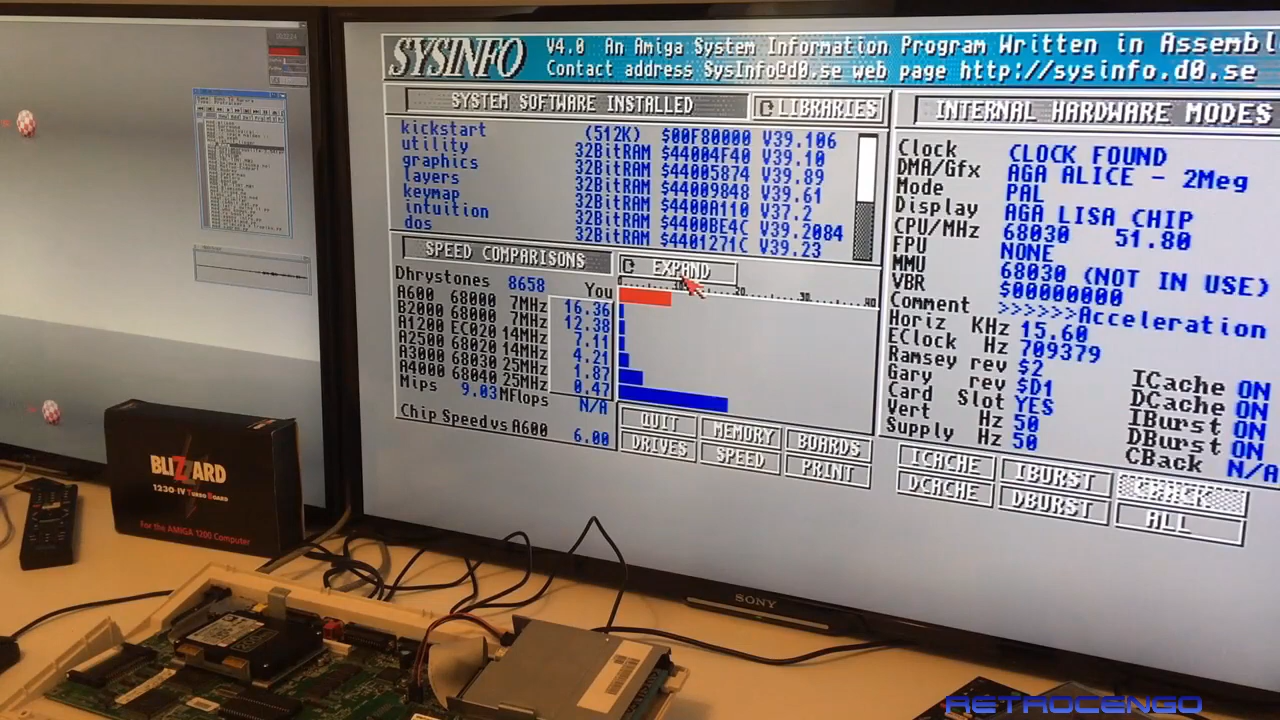 SYSINFO
V4.0 An Amiga System Information Program Written in Assembl
Contact address SysInfo@d0.se web page http://sysinfo.d0.se
SYSTEM SOFTWARE INSTALLED
LIBRARIES
kickstart (512K) $00F80000 V39.106
utility 32BitRAM $44004F40 V39.10
graphics 32BitRAM $44005874 V39.89
layers 32BitRAM $44009848 V39.61
keymap 32BitRAM $4400A110 V37.2
intuition 32BitRAM $4400BE4C V39.2084
dos 32BitRAM $4401271C V39.23
SPEED COMPARISONS
EXPAND
Dhrystones 8658 You
10 20 30 40
A600 68000 7MHz 16.36
B2000 68000 7MHz 12.38
A1200 EC020 14MHz 7.11
A2500 68020 14MHz 4.21
A3000 68030 25MHz 1.87
A4000 68040 25MHz 0.47
Mips 9.03 MFlops N/A
Chip Speed vs A600 6.00
QUIT MEMORY BOARDS
DRIVES SPEED PRINT
INTERNAL HARDWARE MODES
Clock CLOCK FOUND
DMA/Gfx AGA ALICE - 2Meg
Mode PAL
Display AGA LISA CHIP
CPU/MHz 68030 51.80
FPU NONE
MMU 68030 (NOT IN USE)
VBR $00000000
Comment >>>>>>Acceleration
Horiz KHz 15.60
EClock Hz 709379
Ramsey rev $2
Gary rev $D1
Card Slot YES
Vert Hz 50
Supply Hz 50
ICache ON
DCache ON
IBurst ON
DBurst ON
CBack N/A
ICACHE IBURST CBACK
DCACHE DBURST ALL
BLIZZARD
1230-IV TURBO BOARD
For the AMIGA 1200 Computer
SONY
RETROCENGO